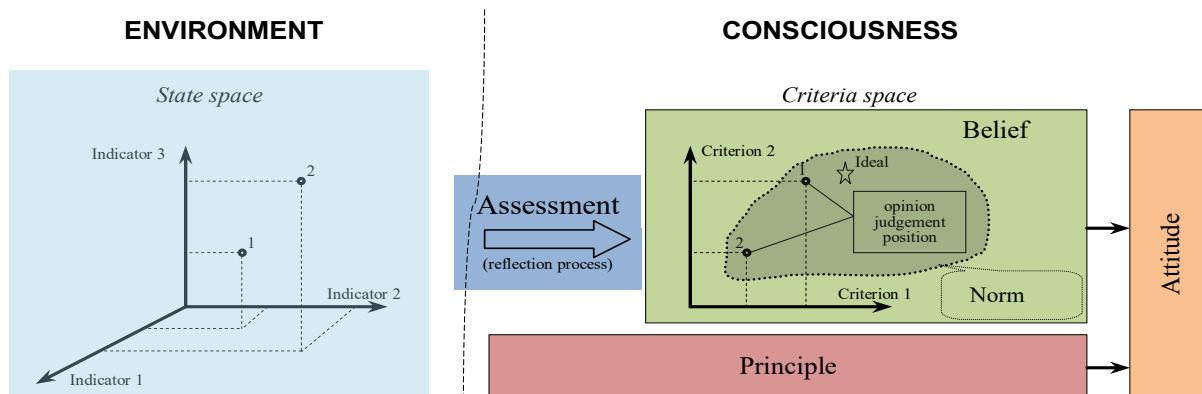 ENVIRONMENT
CONSCIOUSNESS
State space
Criteria space
Indicator 3
2
1
Indicator 2
Indicator 1
Assessment
(reflection process)
Belief
Criterion 2
1
Ideal
opinion
judgement
position
2
Criterion 1
Norm
Principle
Attitude